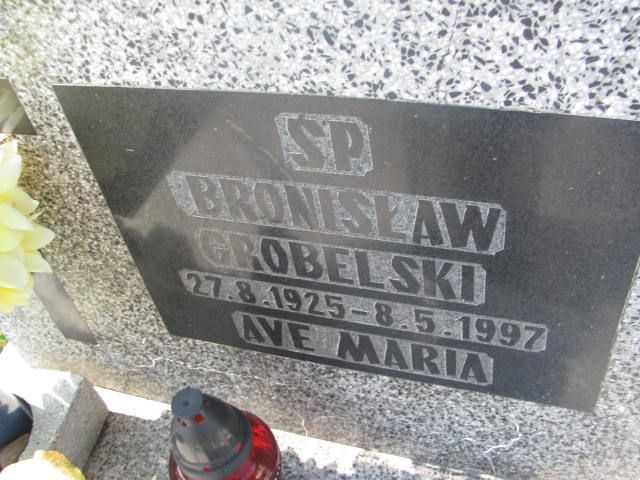 SP
BRONISŁAW
GROBELSKI
27.8.1925-8.5.1997
AVE MARIA